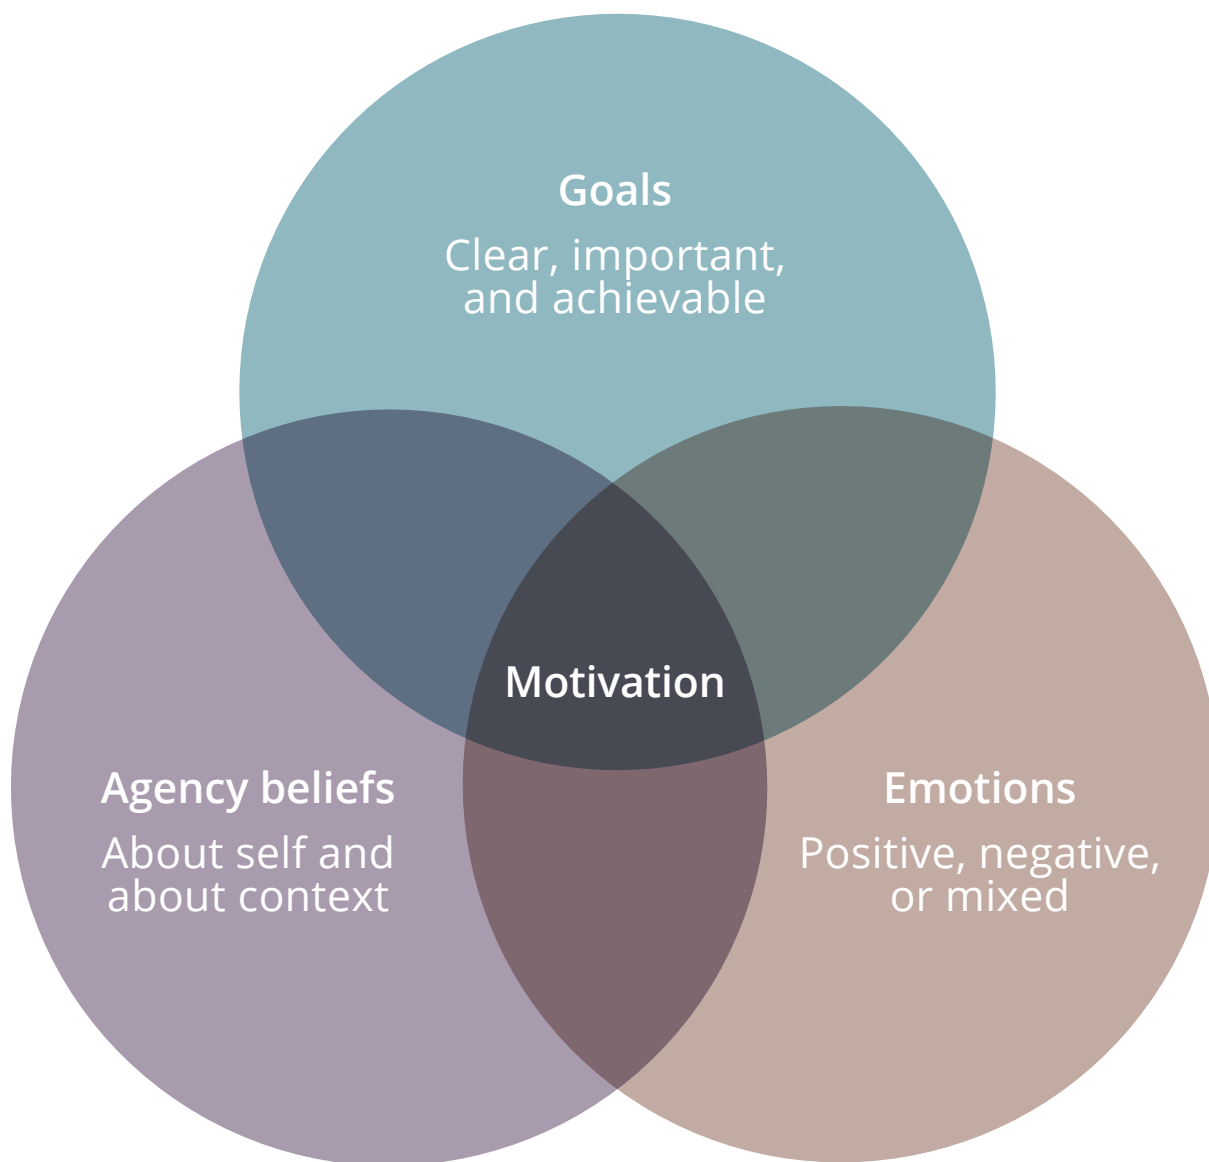 Goals
Clear, important,
and achievable
Motivation
Agency beliefs
About self and
about context
Emotions
Positive, negative,
or mixed